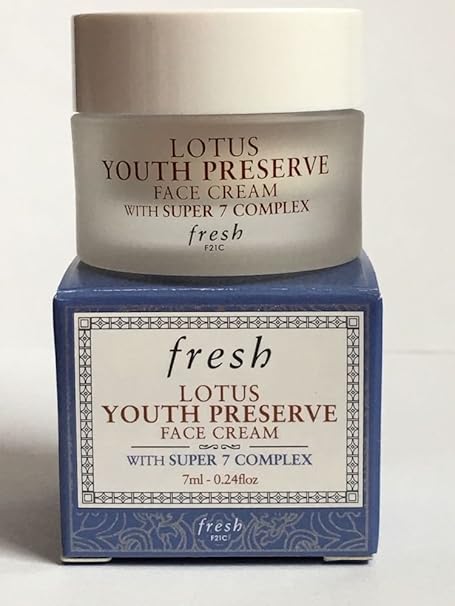 LOTUS
YOUTH PRESERVE
FACE CREAM
WITH SUPER 7 COMPLEX
fresh
F21C
fresh
LOTUS
YOUTH PRESERVE
FACE CREAM
WITH SUPER 7 COMPLEX
7ml - 0.24floz
fresh
F21C